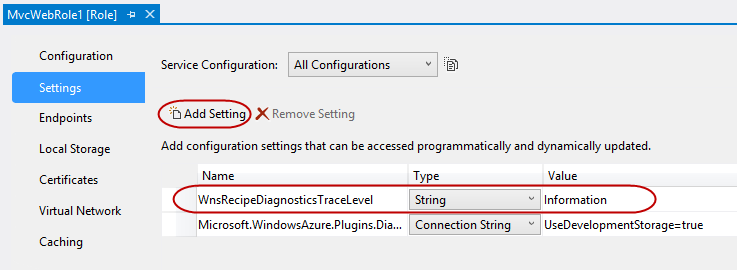 MvcWebRole1 [Role]
Configuration
Settings
Endpoints
Local Storage
Certificates
Virtual Network
Caching
Service Configuration: All Configurations
Add Setting Remove Setting
Add configuration settings that can be accessed programmatically and dynamically updated.
Name Type Value
WnsRecipeDiagnosticsTraceLevel String Information
Microsoft.WindowsAzure.Plugins.Dia... Connection String UseDevelopmentStorage=true